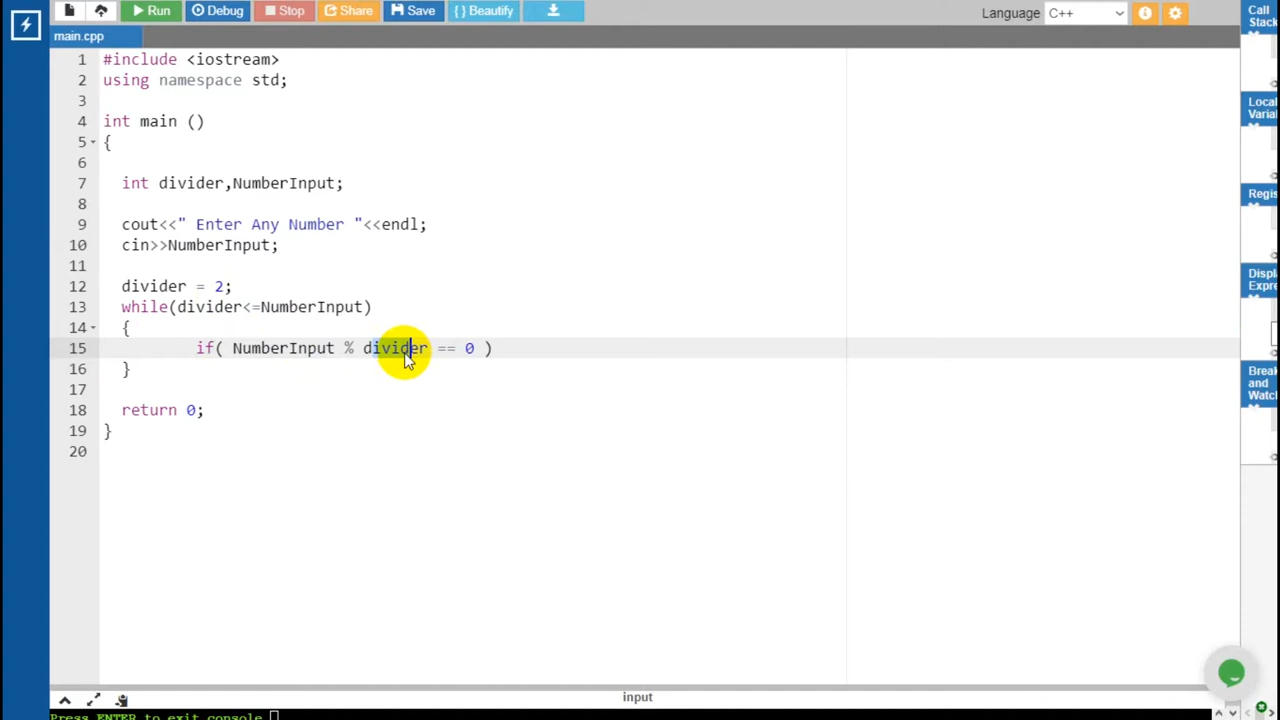 Run Debug Stop Share Save { } Beautify Language C++
main.cpp
1 #include <iostream>
2 using namespace std;
3
4 int main ()
5 {
6
7 int divider,NumberInput;
8
9 cout<<" Enter Any Number "<<endl;
10 cin>>NumberInput;
11
12 divider = 2;
13 while(divider<=NumberInput)
14 {
15 if( NumberInput % divider == 0 )
16 }
17
18 return 0;
19 }
20
Call
Stack
Local
Varia
Regis
Displ
Expre
Break
and
Watc
input
Press ENTER to exit console